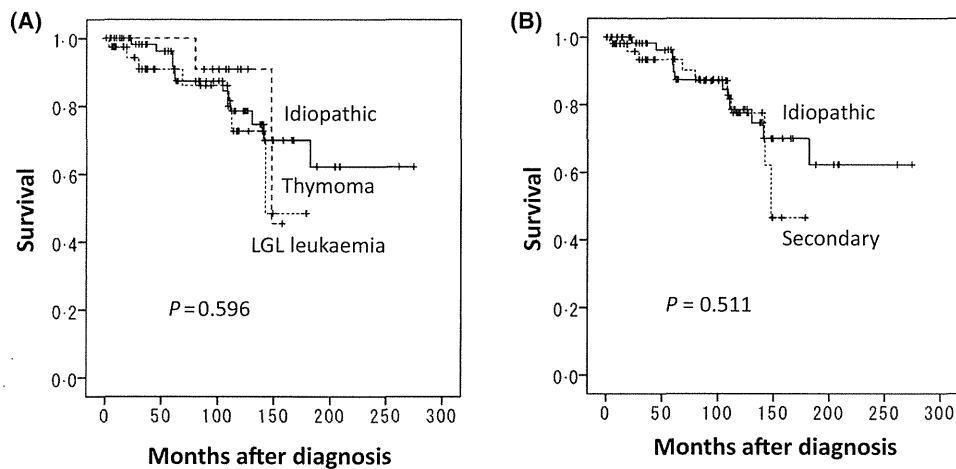 (A)
1·0
0·8
0·6
0·4
0·2
0·0
Survival
Idiopathic
Thymoma
LGL leukaemia
P=0.596
0 50 100 150 200 250 300
Months after diagnosis
(B)
1·0
0·8
0·6
0·4
0·2
0·0
Survival
Idiopathic
Secondary
P = 0.511
0 50 100 150 200 250 300
Months after diagnosis